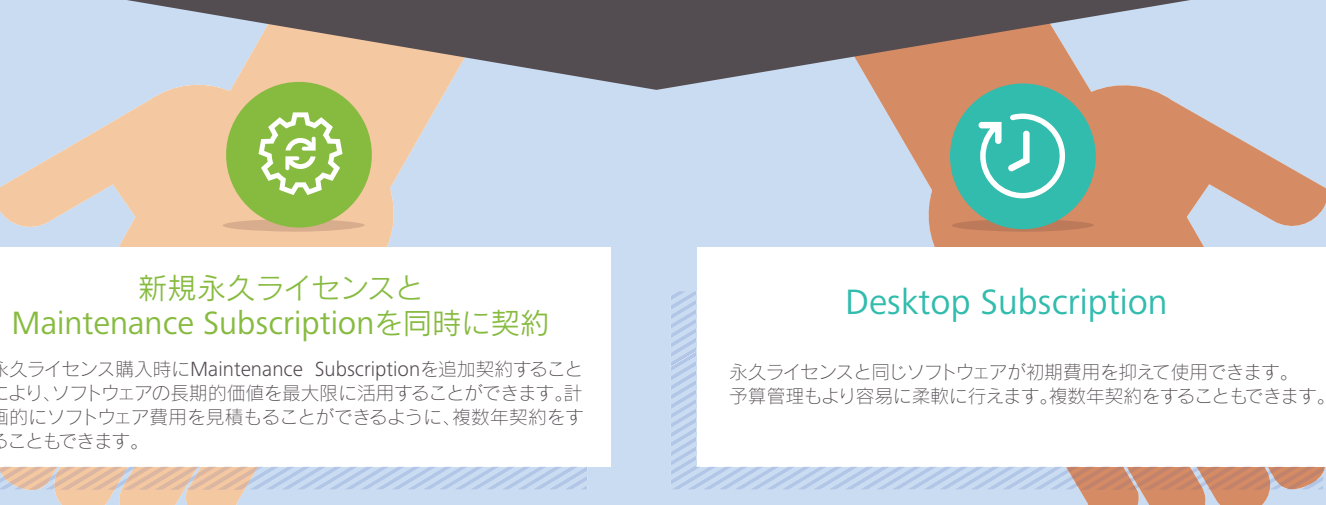 新規永久ライセンスと
Maintenance Subscriptionを同時に契約
永久ライセンス購入時にMaintenance Subscriptionを追加契約すること
により、ソフトウェアの長期的価値を最大限に活用することができます。計
画的にソフトウェア費用を見積もることができるように、複数年契約をす
ることもできます。
Desktop Subscription
永久ライセンスと同じソフトウェアが初期費用を抑えて使用できます。
予算管理もより容易に柔軟に行えます。複数年契約をすることもできます。